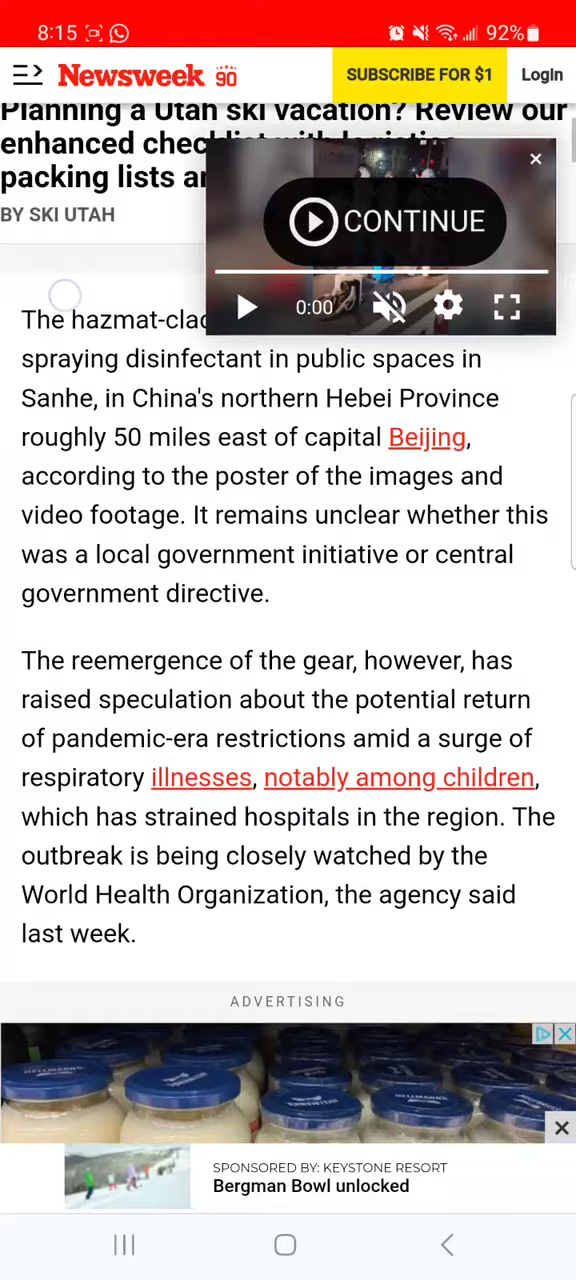 8:15 92%
Newsweek 90 SUBSCRIBE FOR $1 Login
Planning a Utah ski vacation? Review our
enhanced checklist with logistics,
packing lists
BY SKI UTAH
CONTINUE
0:00
The hazmat-clad
spraying disinfectant in public spaces in
Sanhe, in China's northern Hebei Province
roughly 50 miles east of capital Beijing,
according to the poster of the images and
video footage. It remains unclear whether this
was a local government initiative or central
government directive.
The reemergence of the gear, however, has
raised speculation about the potential return
of pandemic-era restrictions amid a surge of
respiratory illnesses, notably among children,
which has strained hospitals in the region. The
outbreak is being closely watched by the
World Health Organization, the agency said
last week.
ADVERTISING
HELLMANN'S
SPONSORED BY: KEYSTONE RESORT
Bergman Bowl unlocked